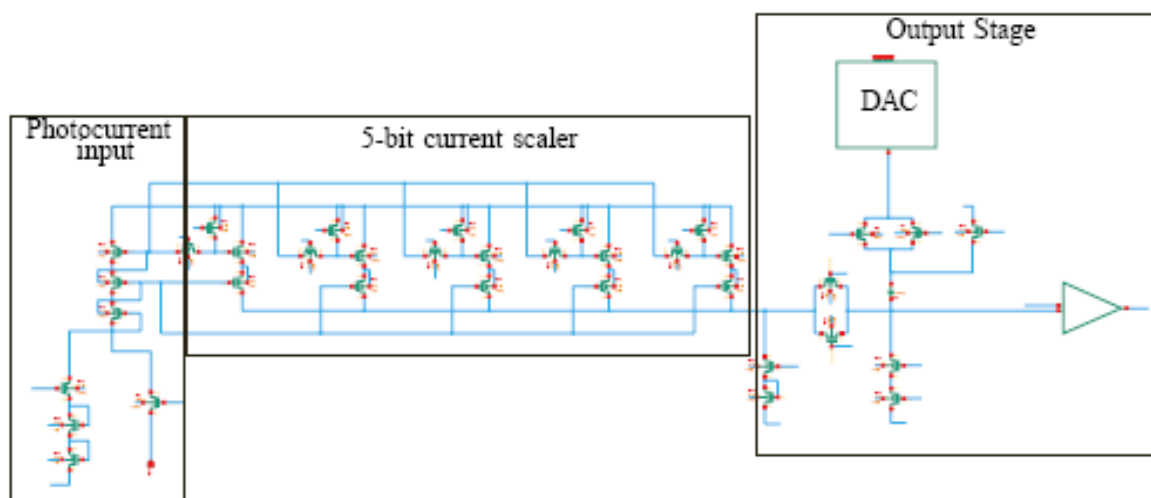 Photocurrent
input
5-bit current scaler
Output Stage
DAC